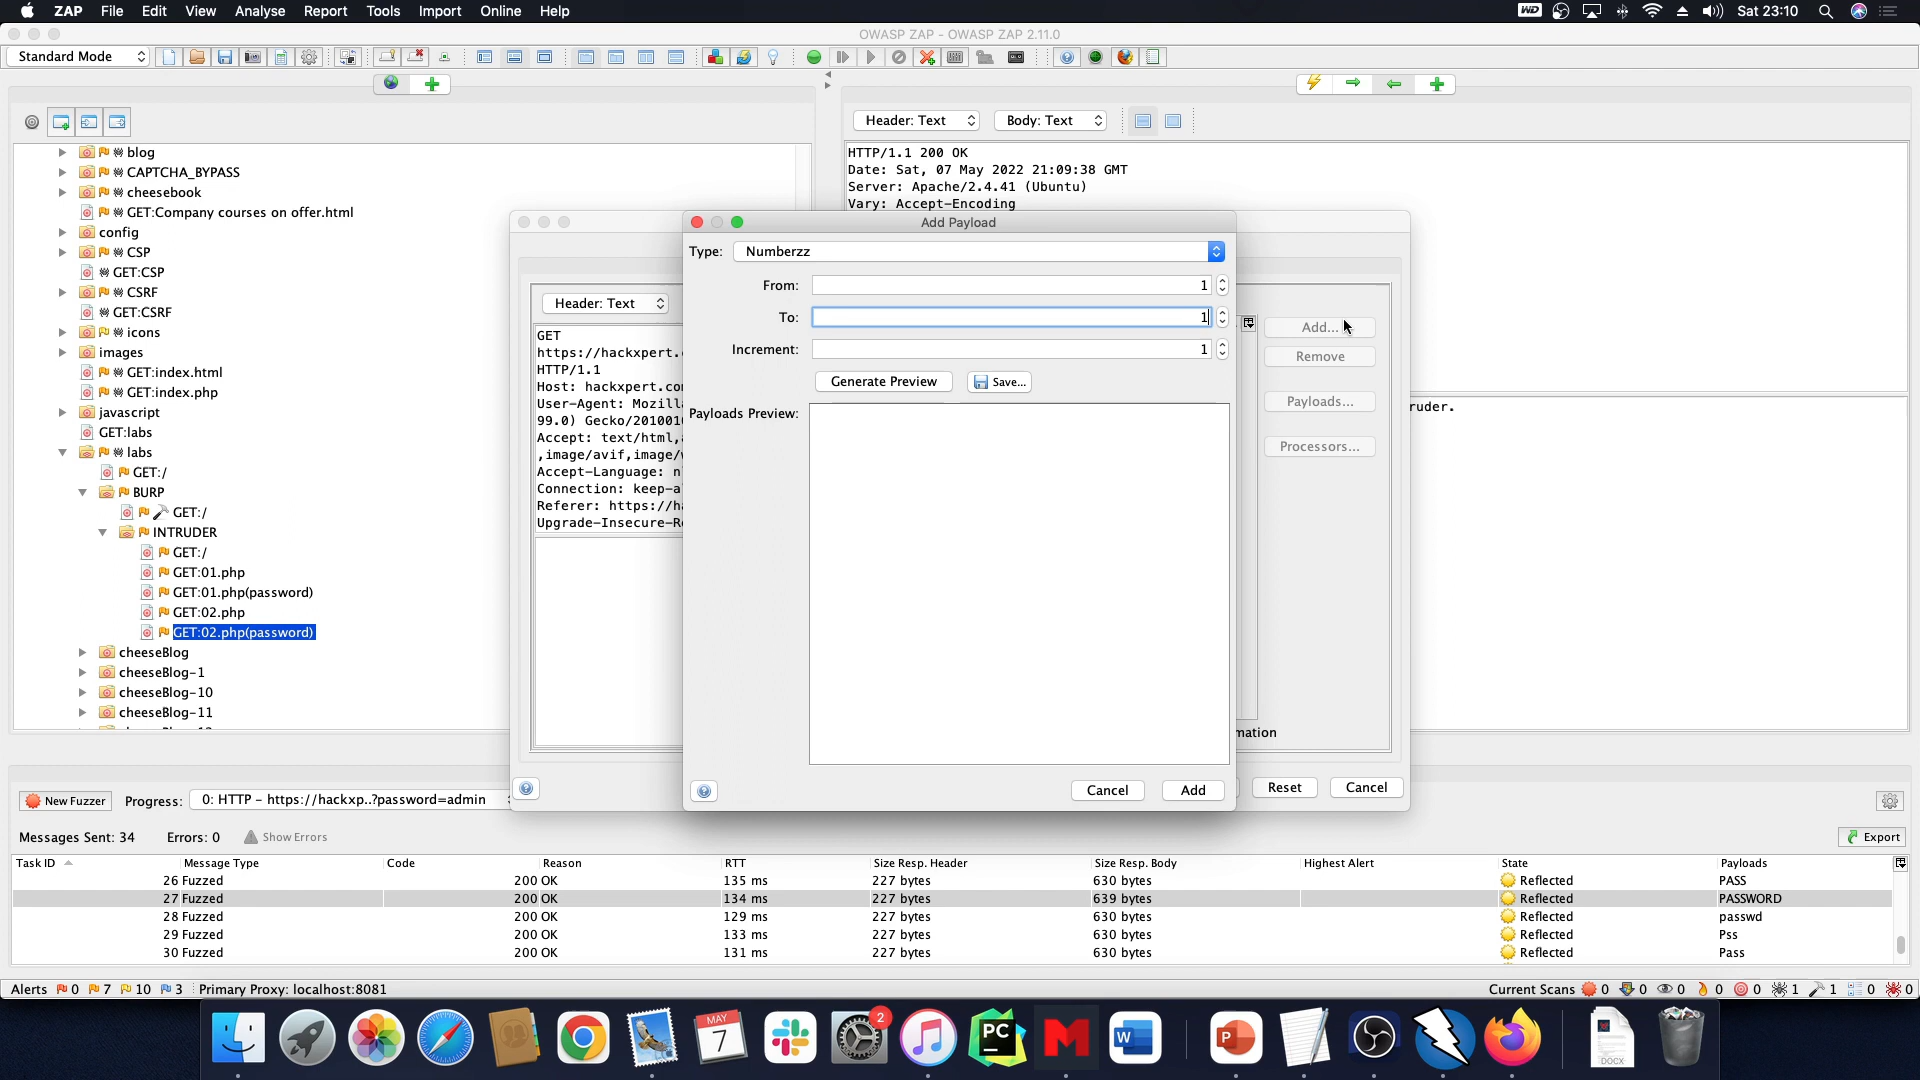 ZAP File Edit View Analyse Report Tools Import Online Help
WD
Sat 23:10
OWASP ZAP - OWASP ZAP 2.11.0
Standard Mode
Header: Text
Body: Text
blog
CAPTCHA_BYPASS
cheesebook
GET:Company courses on offer.html
config
CSP
GET:CSP
CSRF
GET:CSRF
icons
images
GET:index.html
GET:index.php
javascript
GET:labs
labs
GET:/
BURP
GET:/
INTRUDER
GET:/
GET:01.php
GET:01.php(password)
GET:02.php
GET:02.php(password)
cheeseBlog
cheeseBlog-1
cheeseBlog-10
cheeseBlog-11
HTTP/1.1 200 OK
Date: Sat, 07 May 2022 21:09:38 GMT
Server: Apache/2.4.41 (Ubuntu)
Vary: Accept-Encoding
ruder.
Header: Text
GET
https://hackxpert.
HTTP/1.1
Host: hackxpert.co
User-Agent: Mozill
99.0) Gecko/201001
Accept: text/html,
,image/avif,image/
Accept-Language: n
Connection: keep-a
Referer: https://h
Upgrade-Insecure-R
Add...
Remove
Payloads...
Processors...
mation
Reset
Cancel
Add Payload
Type: Numberzz
From: 1
To: 1
Increment: 1
Generate Preview
Save...
Payloads Preview:
Cancel
Add
New Fuzzer Progress: 0: HTTP - https://hackxp..?password=admin
Messages Sent: 34 Errors: 0 Show Errors
Export
Task ID Message Type Code Reason RTT Size Resp. Header Size Resp. Body Highest Alert State Payloads
26 Fuzzed 200 OK 135 ms 227 bytes 630 bytes Reflected PASS
27 Fuzzed 200 OK 134 ms 227 bytes 639 bytes Reflected PASSWORD
28 Fuzzed 200 OK 129 ms 227 bytes 630 bytes Reflected passwd
29 Fuzzed 200 OK 133 ms 227 bytes 630 bytes Reflected Pss
30 Fuzzed 200 OK 131 ms 227 bytes 630 bytes Reflected Pass
Alerts 0 7 10 3 Primary Proxy: localhost:8081
Current Scans 0 0 0 0 0 1 1 0 0
MAY
7
2
PC
W
P
DOCX